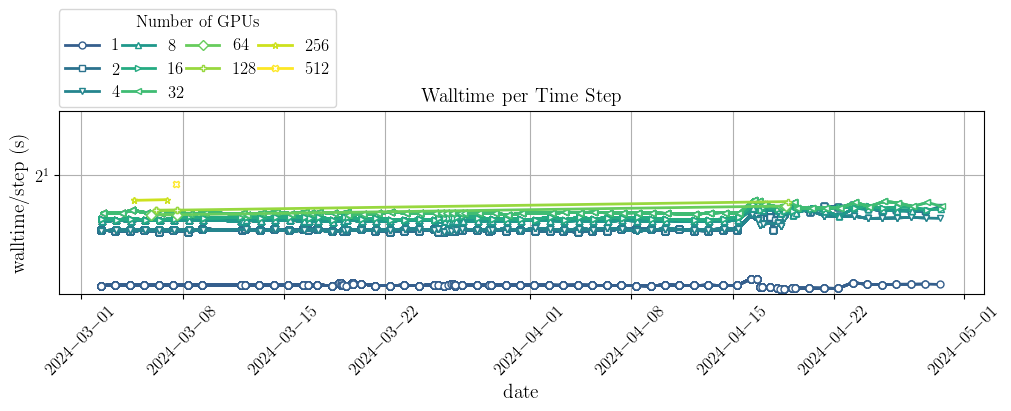 Number of GPUs
1 8 64 256
2 16 128 512
4 32
Walltime per Time Step
walltime/step (s)
2¹
2024−03−01
2024−03−08
2024−03−15
2024−03−22
2024−04−01
2024−04−08
2024−04−15
2024−04−22
2024−05−01
date